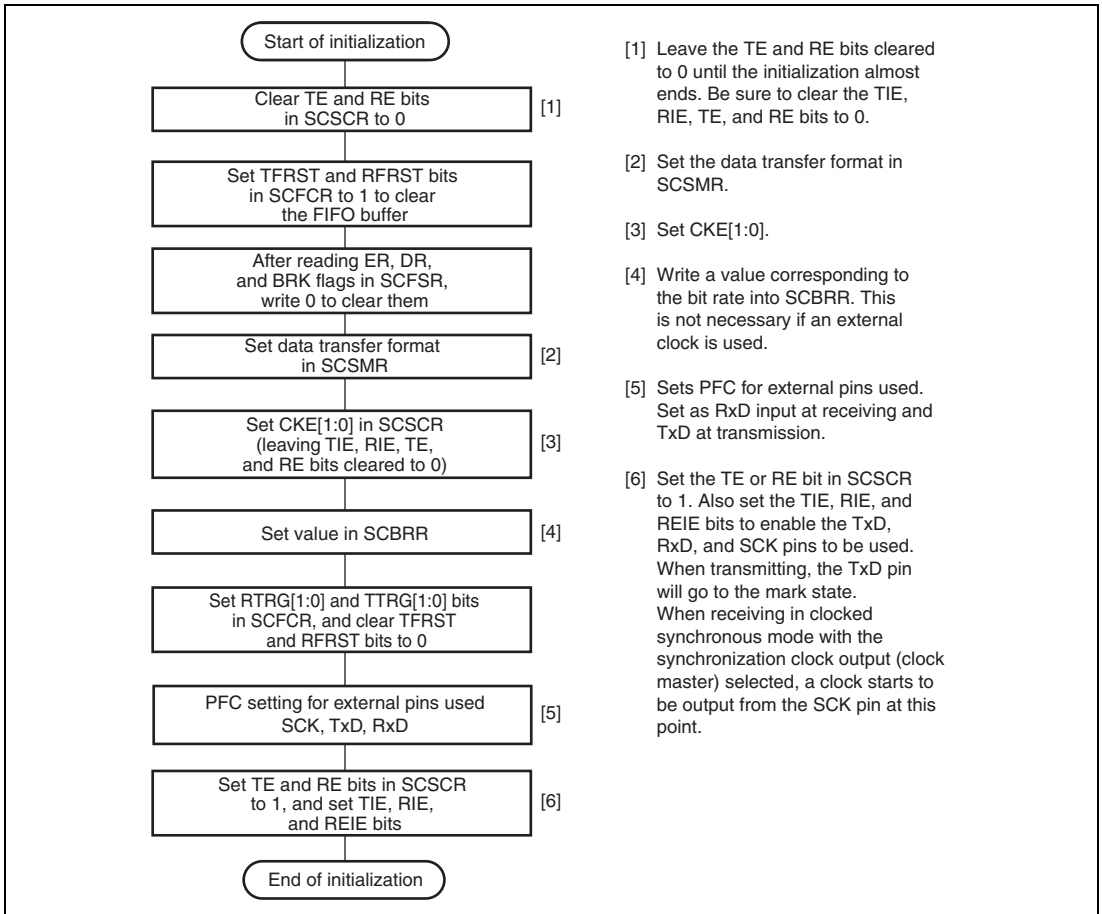 Start of initialization
Clear TE and RE bits
in SCSCR to 0
[1]
Set TFRST and RFRST bits
in SCFCR to 1 to clear
the FIFO buffer
After reading ER, DR,
and BRK flags in SCFSR,
write 0 to clear them
Set data transfer format
in SCSMR
[2]
Set CKE[1:0] in SCSCR
(leaving TIE, RIE, TE,
and RE bits cleared to 0)
[3]
Set value in SCBRR
[4]
Set RTRG[1:0] and TTRG[1:0] bits
in SCFCR, and clear TFRST
and RFRST bits to 0
PFC setting for external pins used
SCK, TxD, RxD
[5]
Set TE and RE bits in SCSCR
to 1, and set TIE, RIE,
and REIE bits
[6]
End of initialization
[1] Leave the TE and RE bits cleared
to 0 until the initialization almost
ends. Be sure to clear the TIE,
RIE, TE, and RE bits to 0.
[2] Set the data transfer format in
SCSMR.
[3] Set CKE[1:0].
[4] Write a value corresponding to
the bit rate into SCBRR. This
is not necessary if an external
clock is used.
[5] Sets PFC for external pins used.
Set as RxD input at receiving and
TxD at transmission.
[6] Set the TE or RE bit in SCSCR
to 1. Also set the TIE, RIE, and
REIE bits to enable the TxD,
RxD, and SCK pins to be used.
When transmitting, the TxD pin
will go to the mark state.
When receiving in clocked
synchronous mode with the
synchronization clock output (clock
master) selected, a clock starts to
be output from the SCK pin at this
point.